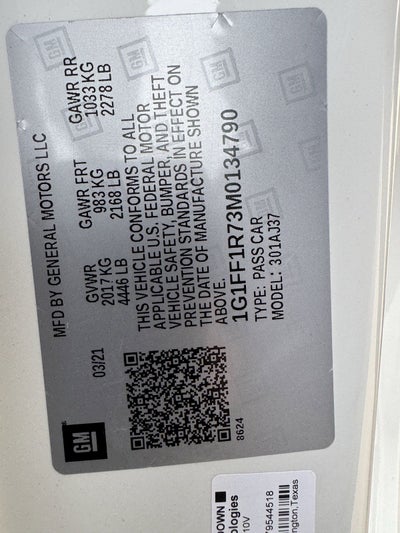 MFD BY GENERAL MOTORS LLC
03/21
GVWR GAWR FRT GAWR RR
2017 KG 983 KG 1033 KG
4446 LB 2168 LB 2278 LB
THIS VEHICLE CONFORMS TO ALL
APPLICABLE U.S. FEDERAL MOTOR
VEHICLE SAFETY, BUMPER, AND THEFT
PREVENTION STANDARDS IN EFFECT ON
THE DATE OF MANUFACTURE SHOWN
ABOVE.
1G1FF1R73M0134790
TYPE: PASS CAR
MODEL: 301AJ37
GM
8624
DOWN
ologies
10V
79544518
ington, Texas